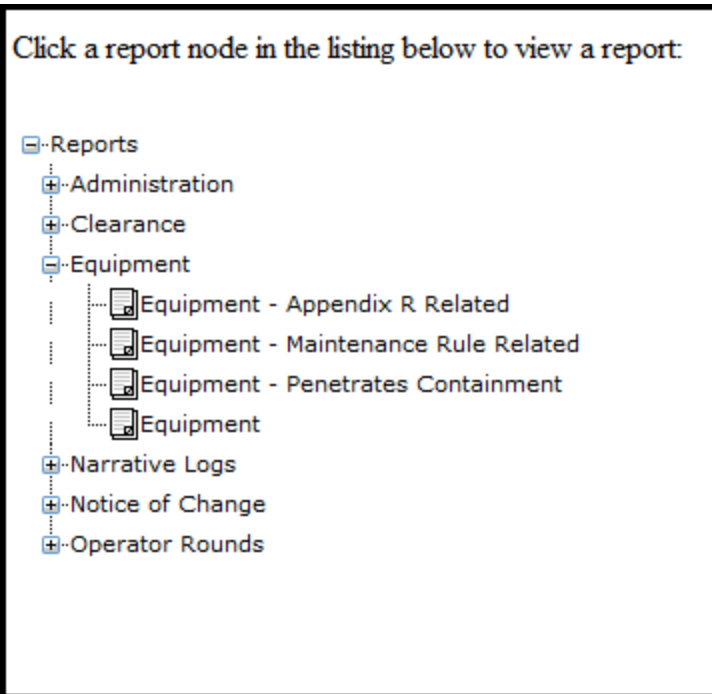 Click a report node in the listing below to view a report:
Reports
Administration
Clearance
Equipment
Equipment - Appendix R Related
Equipment - Maintenance Rule Related
Equipment - Penetrates Containment
Equipment
Narrative Logs
Notice of Change
Operator Rounds